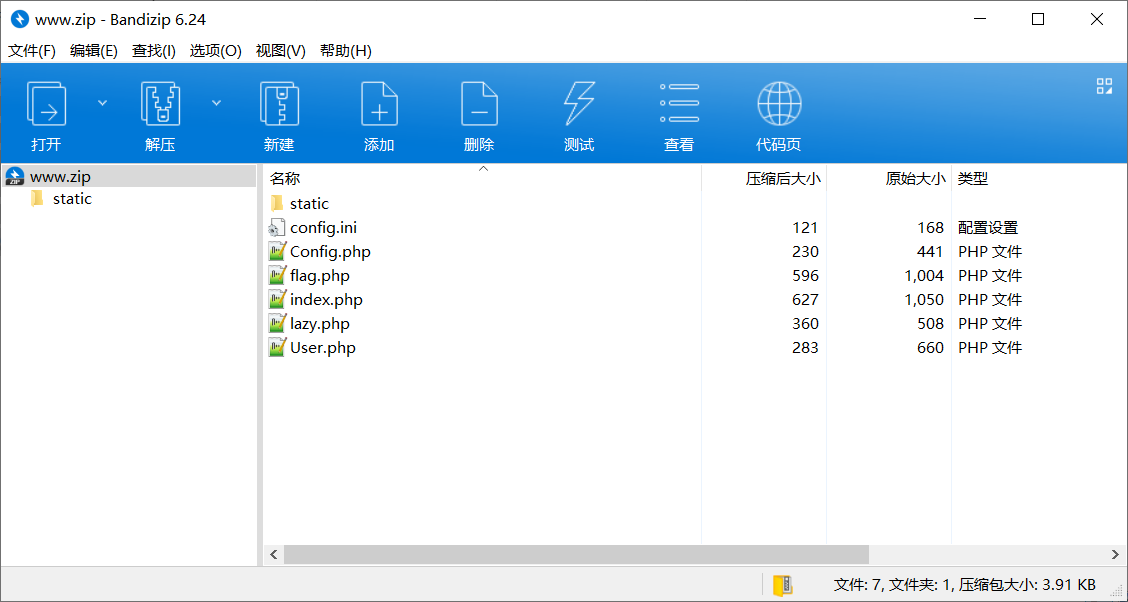 www.zip - Bandizip 6.24
文件(F) 编辑(E) 查找(I) 选项(O) 视图(V) 帮助(H)
打开 解压 新建 添加 删除 测试 查看 代码页
www.zip
static
名称 压缩后大小 原始大小 类型
static
config.ini 121 168 配置设置
Config.php 230 441 PHP 文件
flag.php 596 1,004 PHP 文件
index.php 627 1,050 PHP 文件
lazy.php 360 508 PHP 文件
User.php 283 660 PHP 文件
文件: 7, 文件夹: 1, 压缩包大小: 3.91 KB